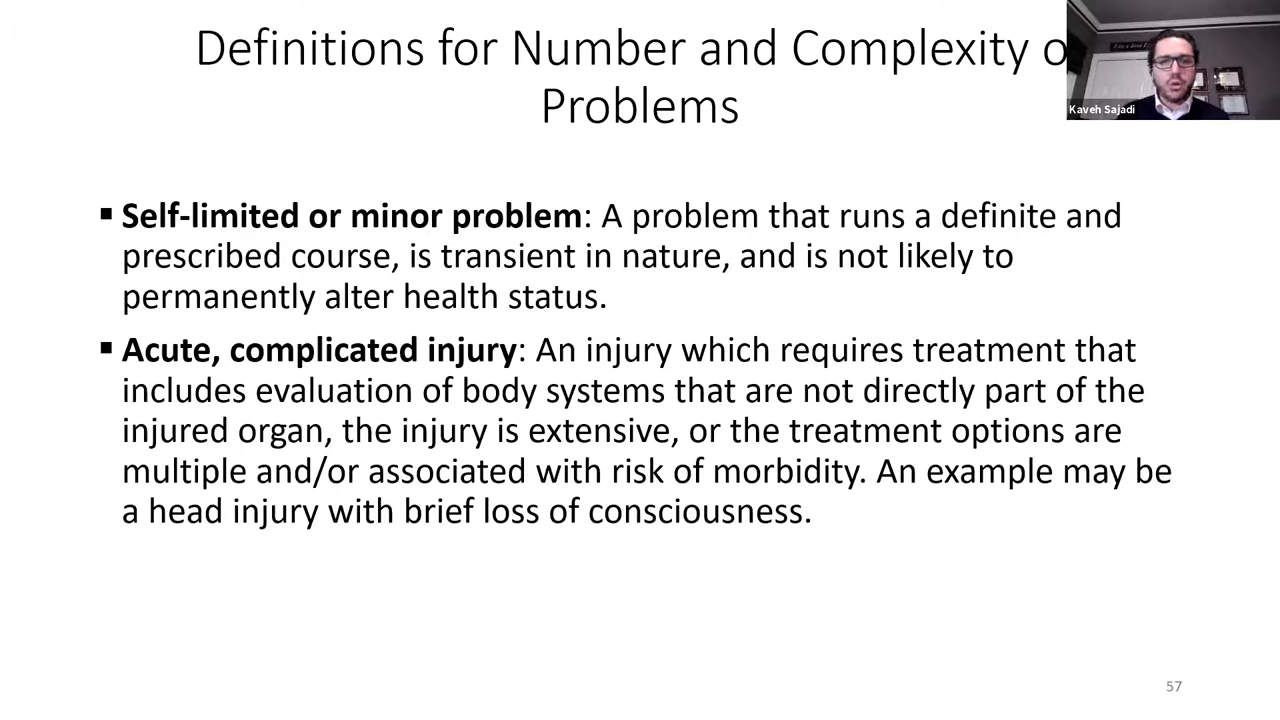 Definitions for Number and Complexity o
Problems
Kaveh Sajadi
▪ Self-limited or minor problem: A problem that runs a definite and
prescribed course, is transient in nature, and is not likely to
permanently alter health status.
▪ Acute, complicated injury: An injury which requires treatment that
includes evaluation of body systems that are not directly part of the
injured organ, the injury is extensive, or the treatment options are
multiple and/or associated with risk of morbidity. An example may be
a head injury with brief loss of consciousness.
57